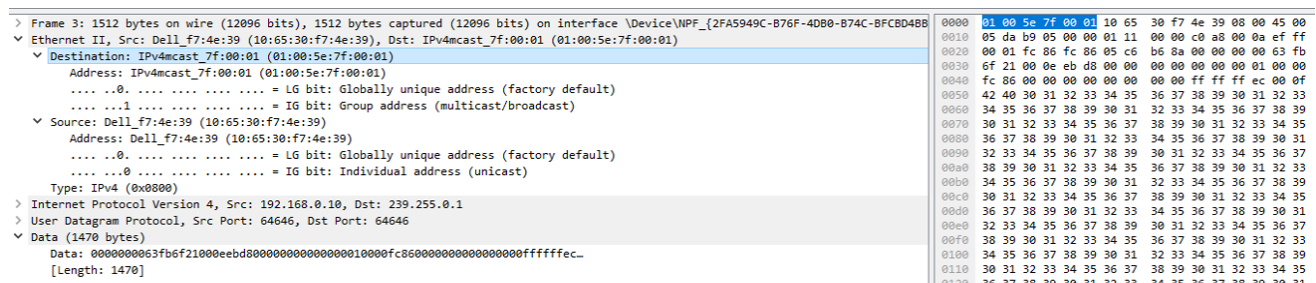 Frame 3: 1512 bytes on wire (12096 bits), 1512 bytes captured (12096 bits) on interface \Device\NPF_{2FA5949C-B76F-4DB0-B74C-BFCBD4BB
Ethernet II, Src: Dell_f7:4e:39 (10:65:30:f7:4e:39), Dst: IPv4mcast_7f:00:01 (01:00:5e:7f:00:01)
Destination: IPv4mcast_7f:00:01 (01:00:5e:7f:00:01)
Address: IPv4mcast_7f:00:01 (01:00:5e:7f:00:01)
.... ..0. .... .... .... .... = LG bit: Globally unique address (factory default)
.... ...1 .... .... .... .... = IG bit: Group address (multicast/broadcast)
Source: Dell_f7:4e:39 (10:65:30:f7:4e:39)
Address: Dell_f7:4e:39 (10:65:30:f7:4e:39)
.... ..0. .... .... .... .... = LG bit: Globally unique address (factory default)
.... ...0 .... .... .... .... = IG bit: Individual address (unicast)
Type: IPv4 (0x0800)
Internet Protocol Version 4, Src: 192.168.0.10, Dst: 239.255.0.1
User Datagram Protocol, Src Port: 64646, Dst Port: 64646
Data (1470 bytes)
Data: 0000000063fb6f21000eebd8000000000000000010000fc860000000000000000ffffffec…
[Length: 1470]
0000 01 00 5e 7f 00 01 10 65 30 f7 4e 39 08 00 45 00
0010 05 da b9 05 00 00 01 11 00 00 c0 a8 00 0a ef ff
0020 00 01 fc 86 fc 86 05 c6 b6 8a 00 00 00 00 63 fb
0030 6f 21 00 0e eb d8 00 00 00 00 00 00 00 01 00 00
0040 fc 86 00 00 00 00 00 00 00 00 ff ff ff ec 00 0f
0050 42 40 30 31 32 33 34 35 36 37 38 39 30 31 32 33
0060 34 35 36 37 38 39 30 31 32 33 34 35 36 37 38 39
0070 30 31 32 33 34 35 36 37 38 39 30 31 32 33 34 35
0080 36 37 38 39 30 31 32 33 34 35 36 37 38 39 30 31
0090 32 33 34 35 36 37 38 39 30 31 32 33 34 35 36 37
00a0 38 39 30 31 32 33 34 35 36 37 38 39 30 31 32 33
00b0 34 35 36 37 38 39 30 31 32 33 34 35 36 37 38 39
00c0 30 31 32 33 34 35 36 37 38 39 30 31 32 33 34 35
00d0 36 37 38 39 30 31 32 33 34 35 36 37 38 39 30 31
00e0 32 33 34 35 36 37 38 39 30 31 32 33 34 35 36 37
00f0 38 39 30 31 32 33 34 35 36 37 38 39 30 31 32 33
0100 34 35 36 37 38 39 30 31 32 33 34 35 36 37 38 39
0110 30 31 32 33 34 35 36 37 38 39 30 31 32 33 34 35